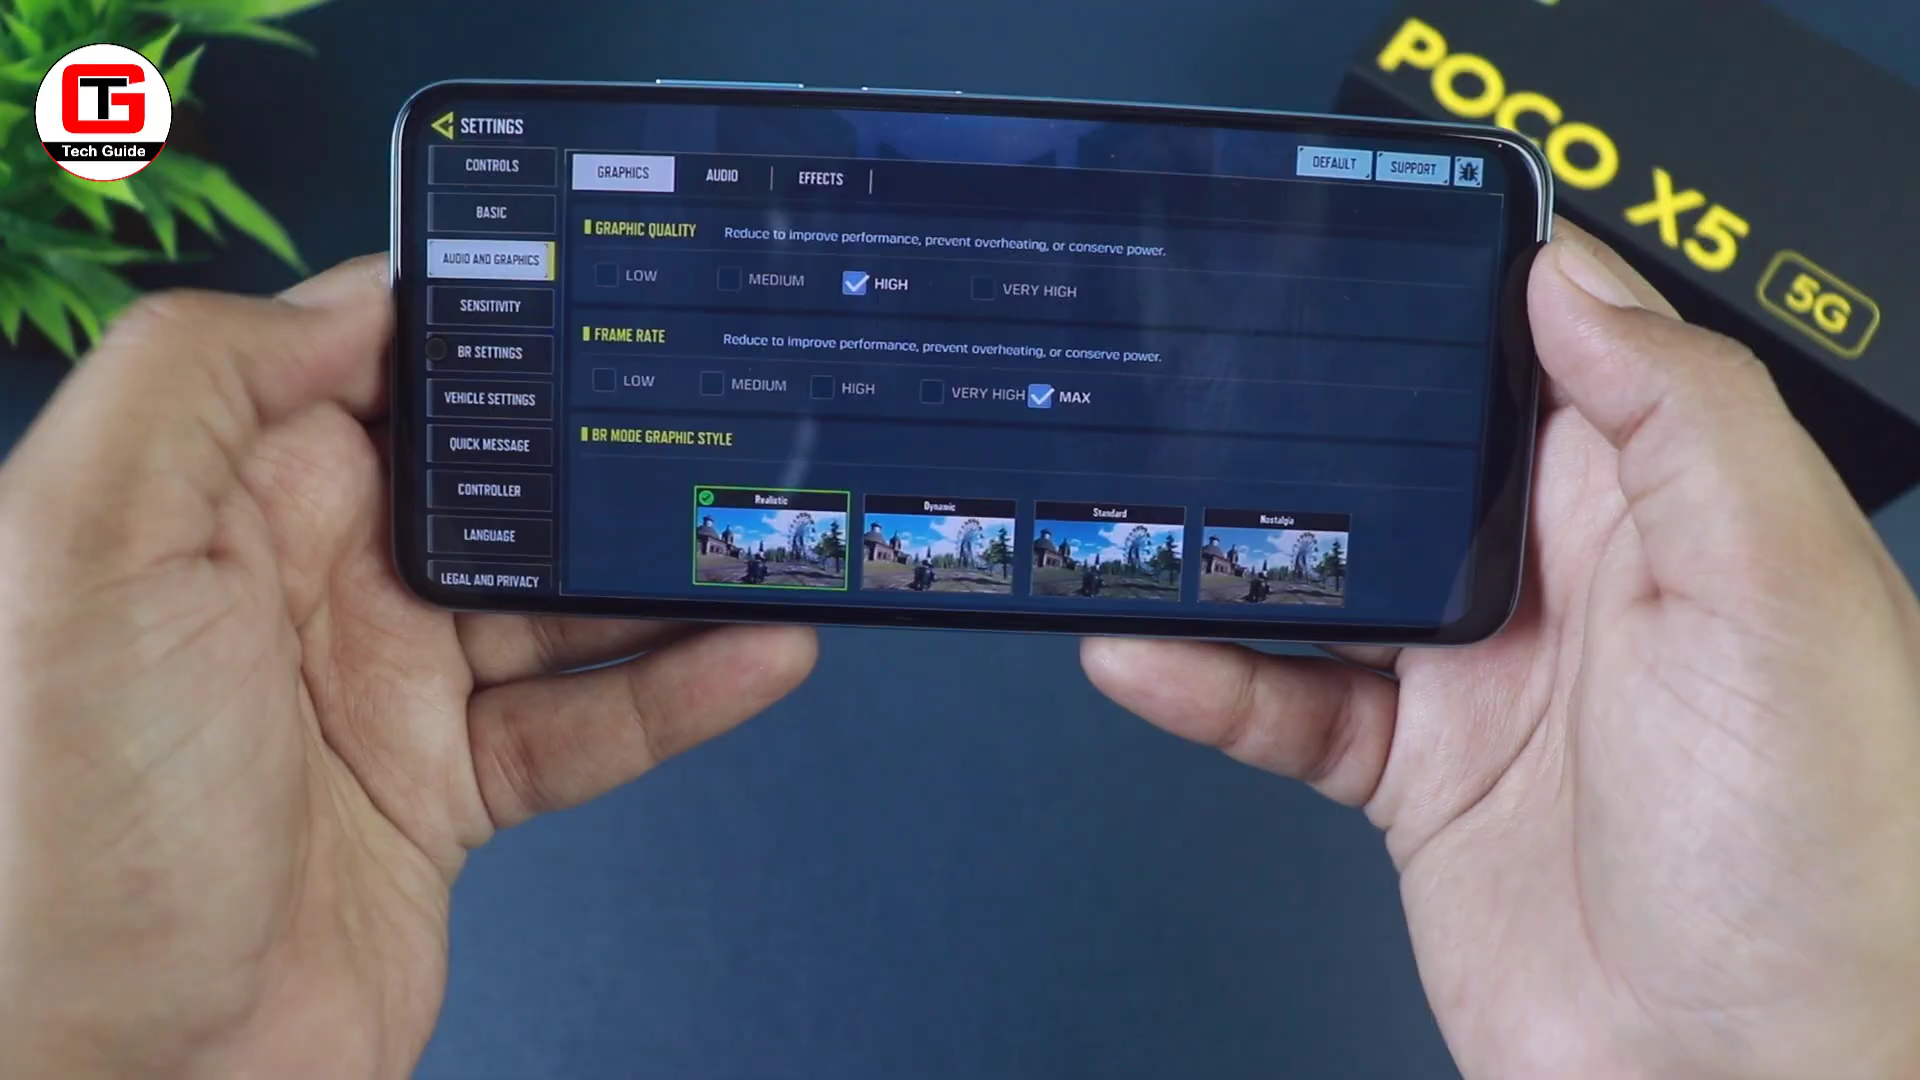 TG
Tech Guide
POCO X5 5G
SETTINGS
CONTROLS
BASIC
AUDIO AND GRAPHICS
SENSITIVITY
BR SETTINGS
VEHICLE SETTINGS
QUICK MESSAGE
CONTROLLER
LANGUAGE
LEGAL AND PRIVACY
GRAPHICS AUDIO EFFECTS
DEFAULT SUPPORT
GRAPHIC QUALITY Reduce to improve performance, prevent overheating, or conserve power.
LOW MEDIUM HIGH VERY HIGH
FRAME RATE Reduce to improve performance, prevent overheating, or conserve power.
LOW MEDIUM HIGH VERY HIGH MAX
BR MODE GRAPHIC STYLE
Realistic Dynamic Standard Nostalgia